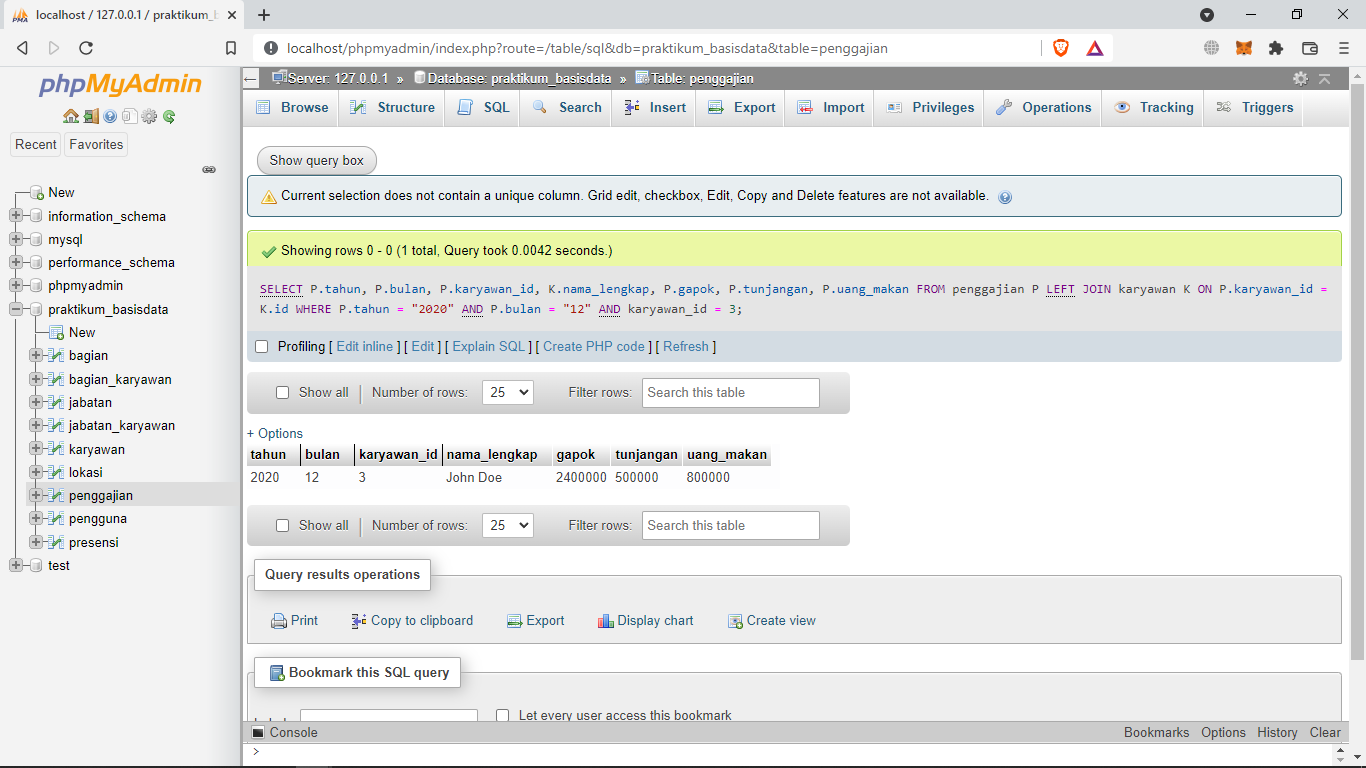 localhost / 127.0.0.1 / praktikum_b
localhost/phpmyadmin/index.php?route=/table/sql&db=praktikum_basisdata&table=penggajian
phpMyAdmin
Recent Favorites
New
information_schema
mysql
performance_schema
phpmyadmin
praktikum_basisdata
New
bagian
bagian_karyawan
jabatan
jabatan_karyawan
karyawan
lokasi
penggajian
pengguna
presensi
test
Server: 127.0.0.1 » Database: praktikum_basisdata » Table: penggajian
Browse Structure SQL Search Insert Export Import Privileges Operations Tracking Triggers
Show query box
Current selection does not contain a unique column. Grid edit, checkbox, Edit, Copy and Delete features are not available.
Showing rows 0 - 0 (1 total, Query took 0.0042 seconds.)
SELECT P.tahun, P.bulan, P.karyawan_id, K.nama_lengkap, P.gapok, P.tunjangan, P.uang_makan FROM penggajian P LEFT JOIN karyawan K ON P.karyawan_id =
K.id WHERE P.tahun = "2020" AND P.bulan = "12" AND karyawan_id = 3;
Profiling [ Edit inline ] [ Edit ] [ Explain SQL ] [ Create PHP code ] [ Refresh ]
Show all Number of rows: 25 Filter rows: Search this table
+ Options
tahun bulan karyawan_id nama_lengkap gapok tunjangan uang_makan
2020 12 3 John Doe 2400000 500000 800000
Show all Number of rows: 25 Filter rows: Search this table
Query results operations
Print Copy to clipboard Export Display chart Create view
Bookmark this SQL query
Let every user access this bookmark
Console Bookmarks Options History Clear
>